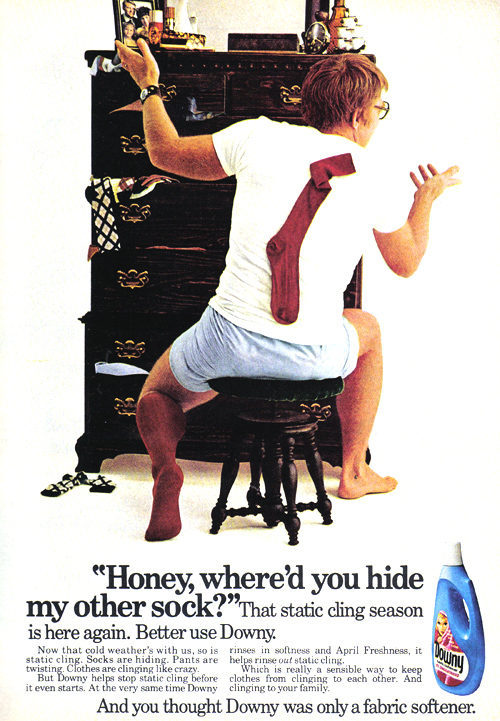 "Honey, where'd you hide
my other sock?" That static cling season
is here again. Better use Downy.
Now that cold weather's with us, so is
static cling. Socks are hiding. Pants are
twisting. Clothes are clinging like crazy.
But Downy helps stop static cling before
it even starts. At the very same time Downy
rinses in softness and April Freshness, it
helps rinse out static cling.
Which is really a sensible way to keep
clothes from clinging to each other. And
clinging to your family.
Downy
And you thought Downy was only a fabric softener.